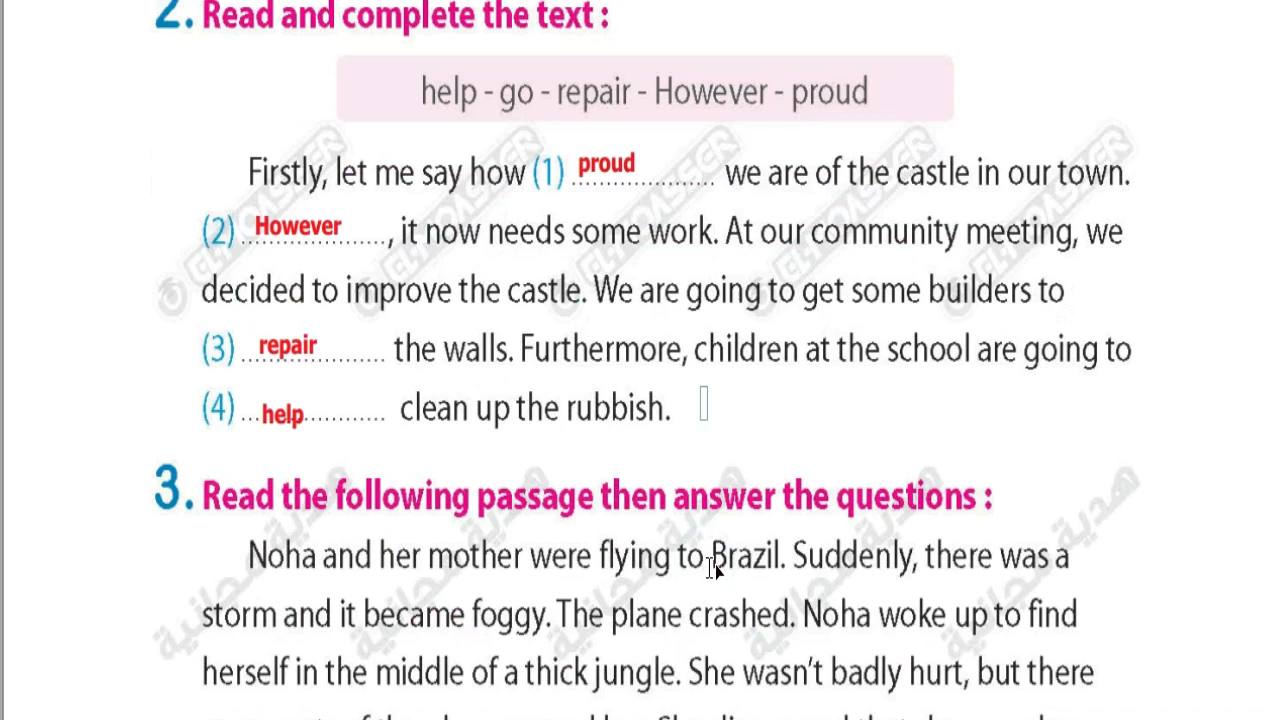 2. Read and complete the text :
help - go - repair - However - proud
Firstly, let me say how (1) proud we are of the castle in our town.
(2) However , it now needs some work. At our community meeting, we
decided to improve the castle. We are going to get some builders to
(3) repair the walls. Furthermore, children at the school are going to
(4) help clean up the rubbish.
3. Read the following passage then answer the questions :
Noha and her mother were flying to Brazil. Suddenly, there was a
storm and it became foggy. The plane crashed. Noha woke up to find
herself in the middle of a thick jungle. She wasn't badly hurt, but there